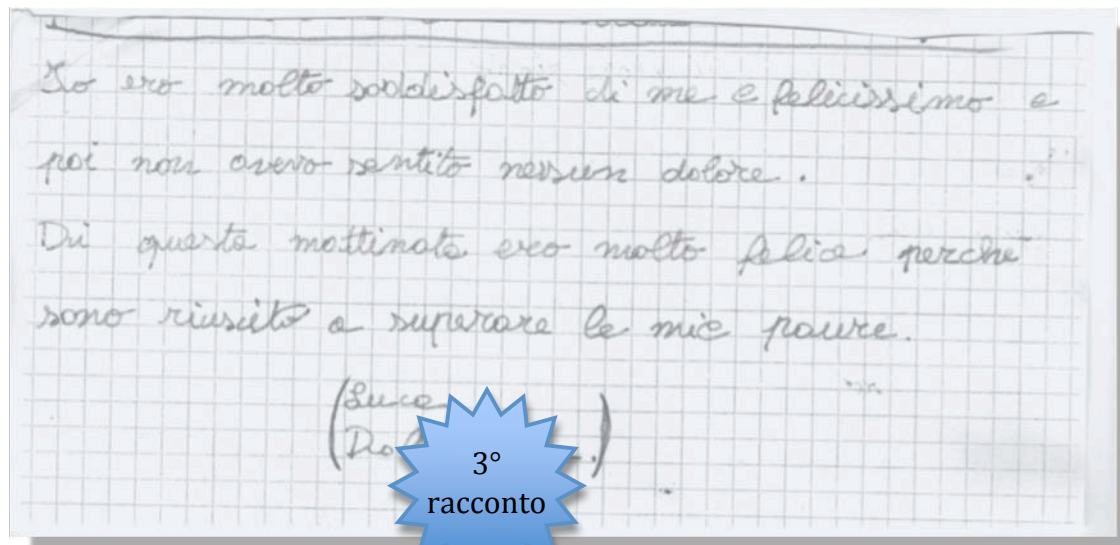 Io ero molto soddisfatto di me e felicissimo e
poi non avevo sentito nessun dolore.
Di questa mattinata ero molto felice perché
sono riuscito a superare le mie paure.
(Luca
3°
racconto